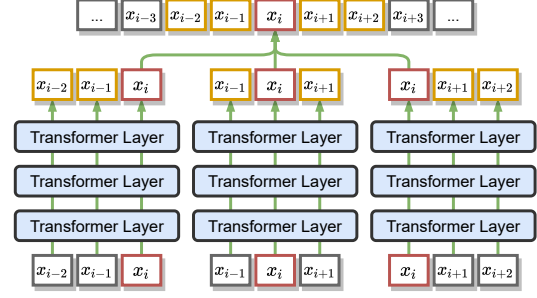 ... x_{i-3} x_{i-2} x_{i-1} x_i x_{i+1} x_{i+2} x_{i+3} ...
x_{i-2} x_{i-1} x_i x_{i-1} x_i x_{i+1} x_i x_{i+1} x_{i+2}
Transformer Layer Transformer Layer Transformer Layer
Transformer Layer Transformer Layer Transformer Layer
Transformer Layer Transformer Layer Transformer Layer
x_{i-2} x_{i-1} x_i x_{i-1} x_i x_{i+1} x_i x_{i+1} x_{i+2}